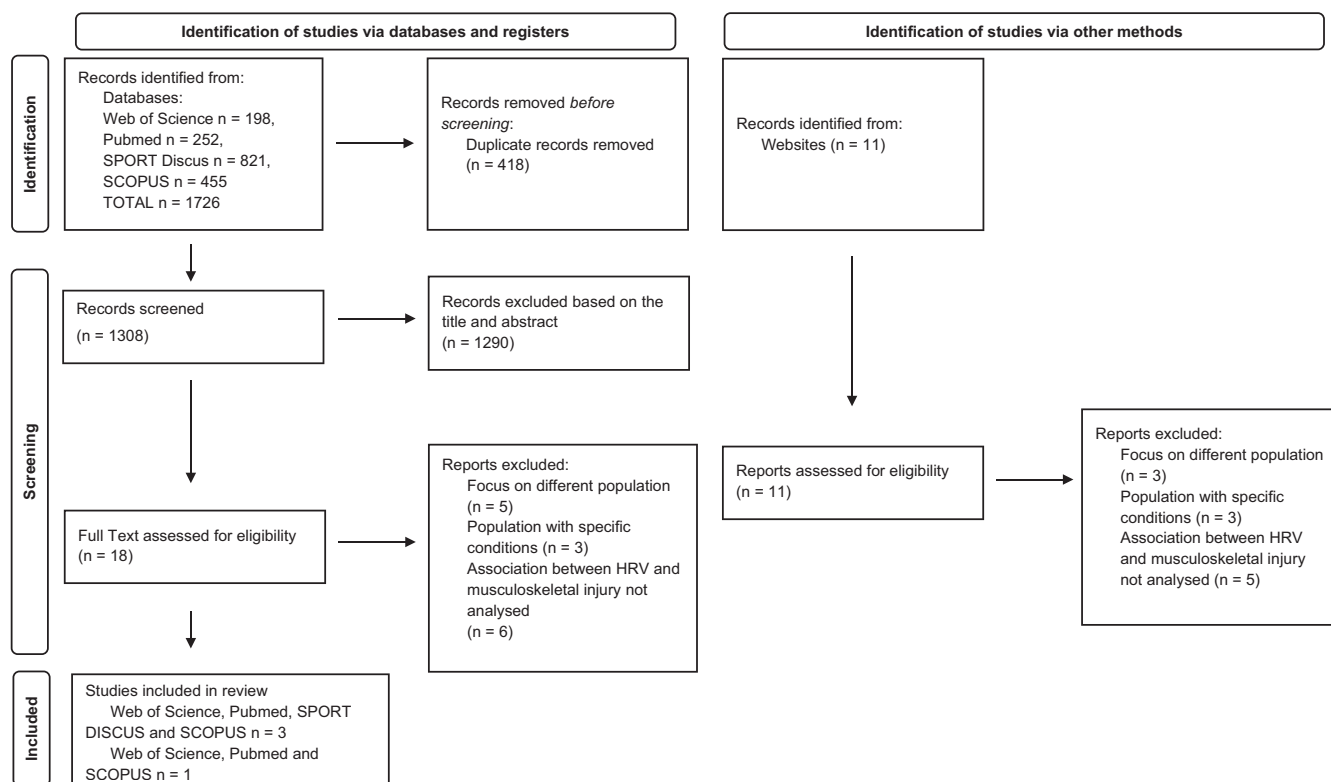 Identification of studies via databases and registers
Identification of studies via other methods
Identification
Records identified from:
Databases:
Web of Science n = 198,
Pubmed n = 252,
SPORT Discus n = 821,
SCOPUS n = 455
TOTAL n = 1726
Records removed before
screening:
Duplicate records removed
(n = 418)
Records identified from:
Websites (n = 11)
Screening
Records screened
(n = 1308)
Records excluded based on the
title and abstract
(n = 1290)
Full Text assessed for eligibility
(n = 18)
Reports excluded:
Focus on different population
(n = 5)
Population with specific
conditions (n = 3)
Association between HRV and
musculoskeletal injury not
analysed
(n = 6)
Reports assessed for eligibility
(n = 11)
Reports excluded:
Focus on different population
(n = 3)
Population with specific
conditions (n = 3)
Association between HRV
and musculoskeletal injury
not analysed (n = 5)
Included
Studies included in review
Web of Science, Pubmed, SPORT
DISCUS and SCOPUS n = 3
Web of Science, Pubmed and
SCOPUS n = 1